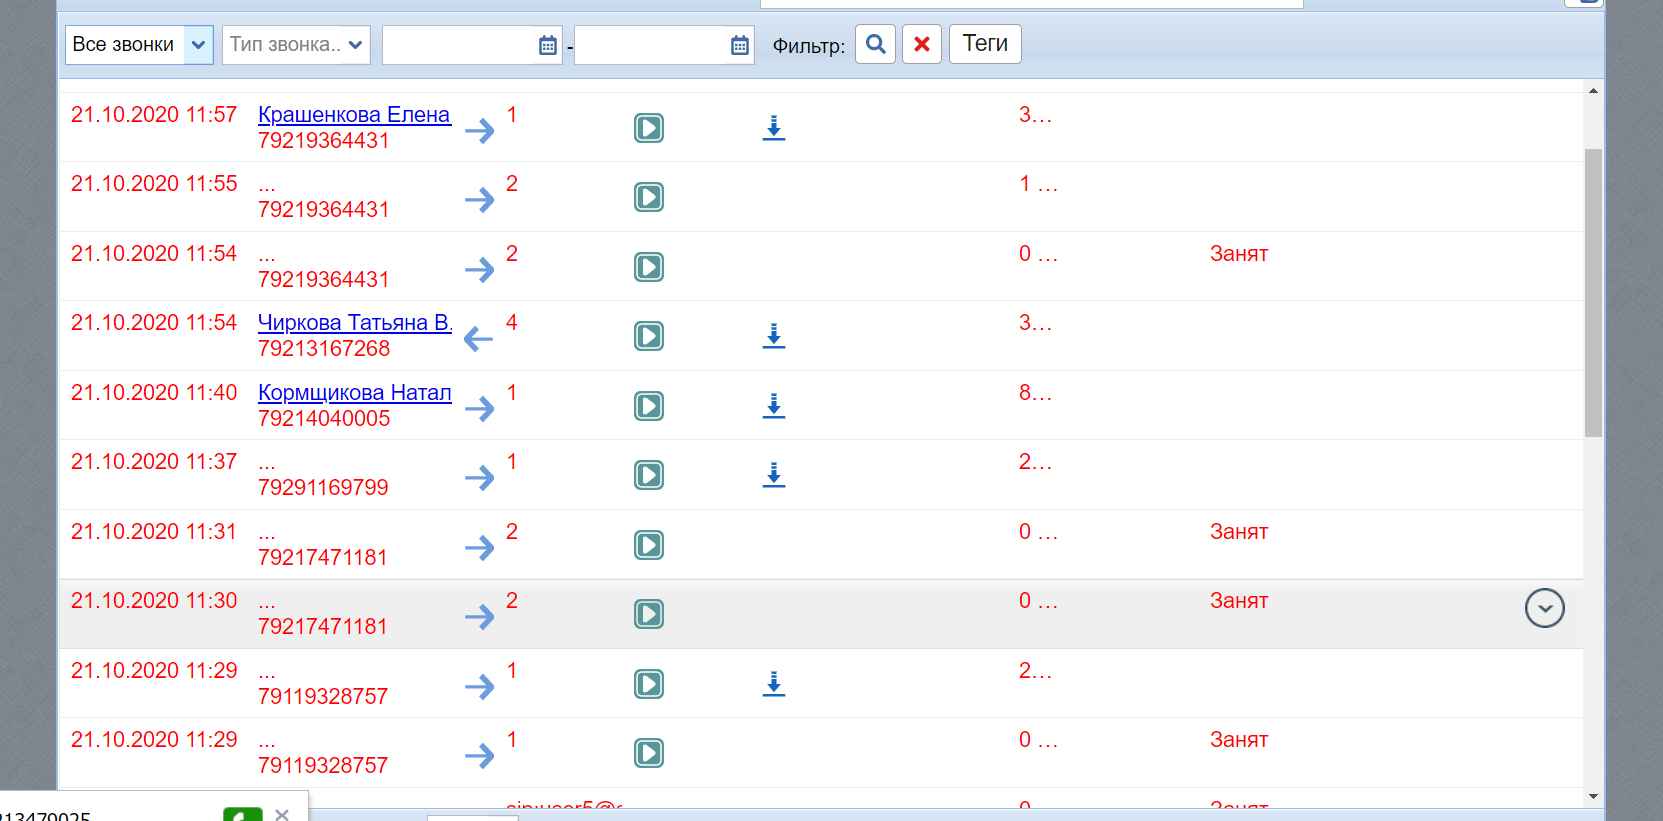 Все звонки Тип звонка.. - Фильтр: Теги
21.10.2020 11:57 Крашенкова Елена 1 3...
79219364431
21.10.2020 11:55 ... 2 1 ...
79219364431
21.10.2020 11:54 ... 2 0 ... Занят
79219364431
21.10.2020 11:54 Чиркова Татьяна В. 4 3...
79213167268
21.10.2020 11:40 Кормщикова Натал 1 8...
79214040005
21.10.2020 11:37 ... 1 2...
79291169799
21.10.2020 11:31 ... 2 0 ... Занят
79217471181
21.10.2020 11:30 ... 2 0 ... Занят
79217471181
21.10.2020 11:29 ... 1 2...
79119328757
21.10.2020 11:29 ... 1 0 ... Занят
79119328757
sip:user5@ 0 Занят
213479025